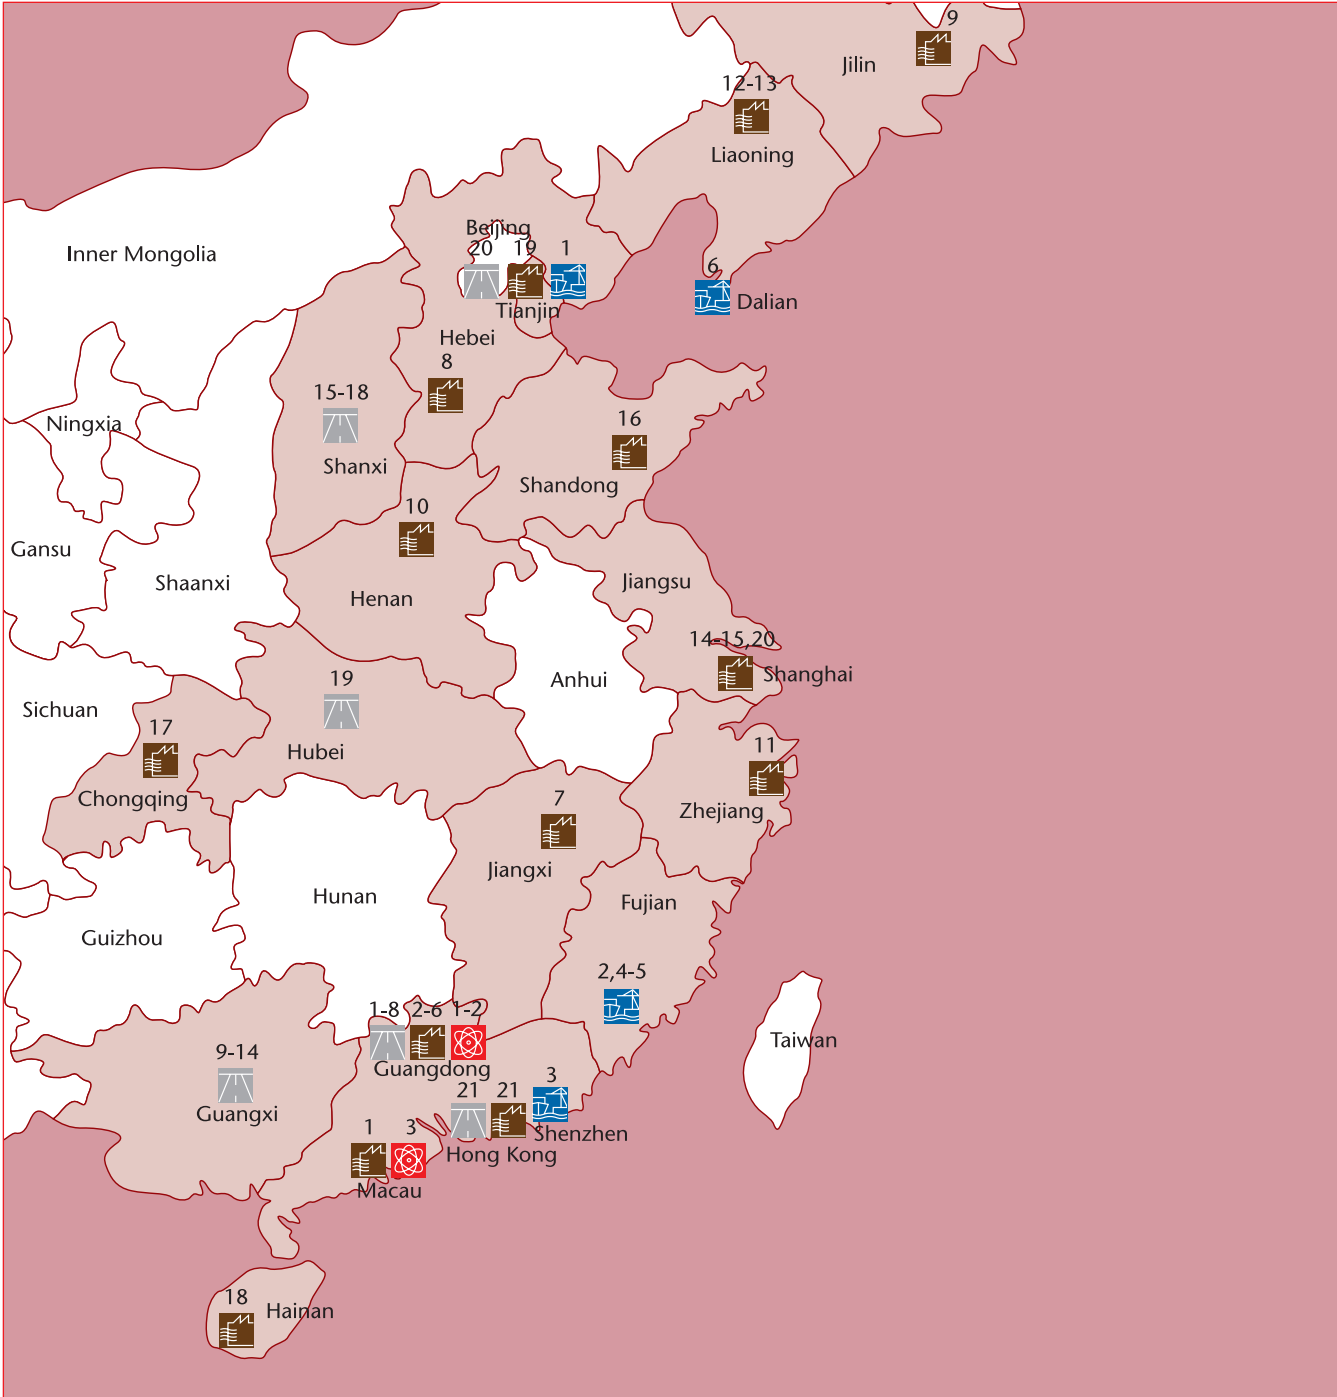 9
Jilin
12-13
Liaoning
Beijing
20
19
1
Inner Mongolia
6
Dalian
Tianjin
Hebei
8
15-18
Ningxia
16
Shanxi
Shandong
10
Gansu
Shaanxi
Henan
Jiangsu
14-15,20
Shanghai
Anhui
19
Sichuan
17
Hubei
11
Chongqing
7
Zhejiang
Jiangxi
Hunan
Fujian
Guizhou
2,4-5
1-8
2-6
1-2
Taiwan
9-14
Guangdong
3
21
21
Guangxi
1
3
Shenzhen
Hong Kong
Macau
18
Hainan